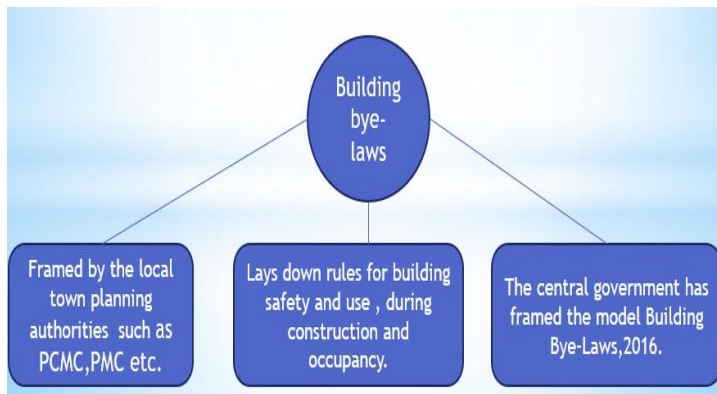 Building
bye-
laws
Framed by the local
town planning
authorities such as
PCMC,PMC etc.
Lays down rules for building
safety and use , during
construction and
occupancy.
The central government has
framed the model Building
Bye-Laws,2016.